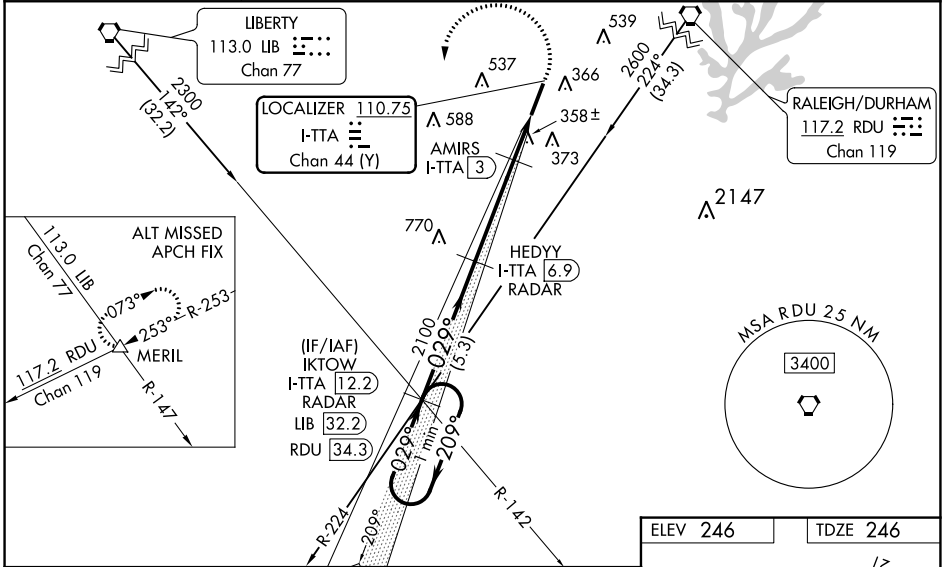 LIBERTY
113.0 LIB
Chan 77
2300
142°
(32.2)
LOCALIZER 110.75
I-TTA
Chan 44 (Y)
537
588
539
366
358±
373
AMIRS
I-TTA 3
2600
224°
(34.3)
RALEIGH/DURHAM
117.2 RDU
Chan 119
2147
770
HEDYY
I-TTA 6.9
RADAR
ALT MISSED
APCH FIX
113.0 LIB
Chan 77
073°
253°
R-253
MERIL
117.2 RDU
Chan 119
R-147
2100
029°
(5.3)
(IF/IAF)
IKTOW
I-TTA 12.2
RADAR
LIB 32.2
RDU 34.3
029°
1 min
209°
R-224
209°
R-142
MSA RDU 25 NM
3400
ELEV 246
TDZE 246